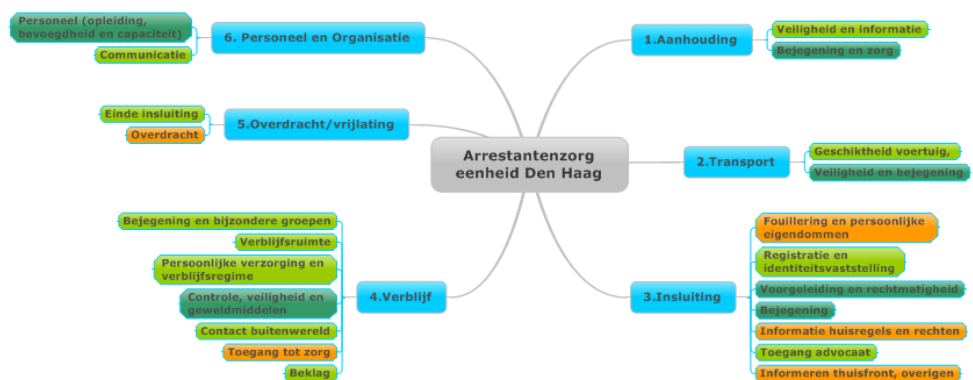 Arrestantenzorg
eenheid Den Haag
1.Aanhouding
Veiligheid en informatie
Bejegening en zorg
2.Transport
Geschiktheid voertuig,
Veiligheid en bejegening
3.Insluiting
Fouillering en persoonlijke
eigendommen
Registratie en
identiteitsvaststelling
Voorgeleiding en rechtmatigheid
Bejegening
Informatie huisregels en rechten
Toegang advocaat
Informeren thuisfront, overigen
4.Verblijf
Bejegening en bijzondere groepen
Verblijfsruimte
Persoonlijke verzorging en
verblijfsregime
Controle, veiligheid en
geweldmiddelen
Contact buitenwereld
Toegang tot zorg
Beklag
5.Overdracht/vrijlating
Einde insluiting
Overdracht
6. Personeel en Organisatie
Personeel (opleiding,
bevoegdheid en capaciteit)
Communicatie